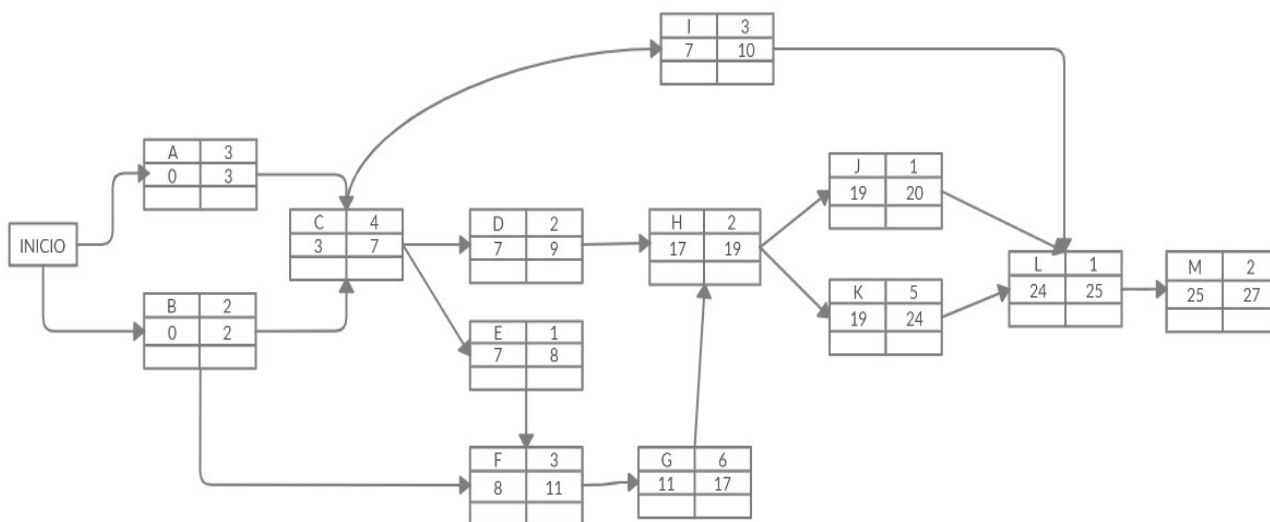 I 3
7 10
A 3
0 3
INICIO
C 4
3 7
B 2
0 2
D 2
7 9
E 1
7 8
F 3
8 11
G 6
11 17
H 2
17 19
J 1
19 20
K 5
19 24
L 1
24 25
M 2
25 27